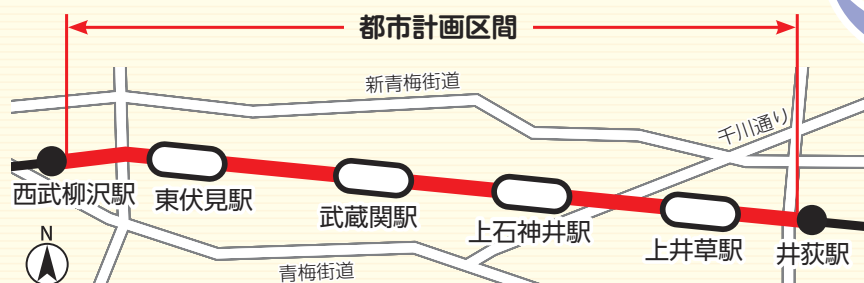 都市計画区間
新青梅街道
千川通り
西武柳沢駅
東伏見駅
武蔵関駅
上石神井駅
上井草駅
井荻駅
N
青梅街道